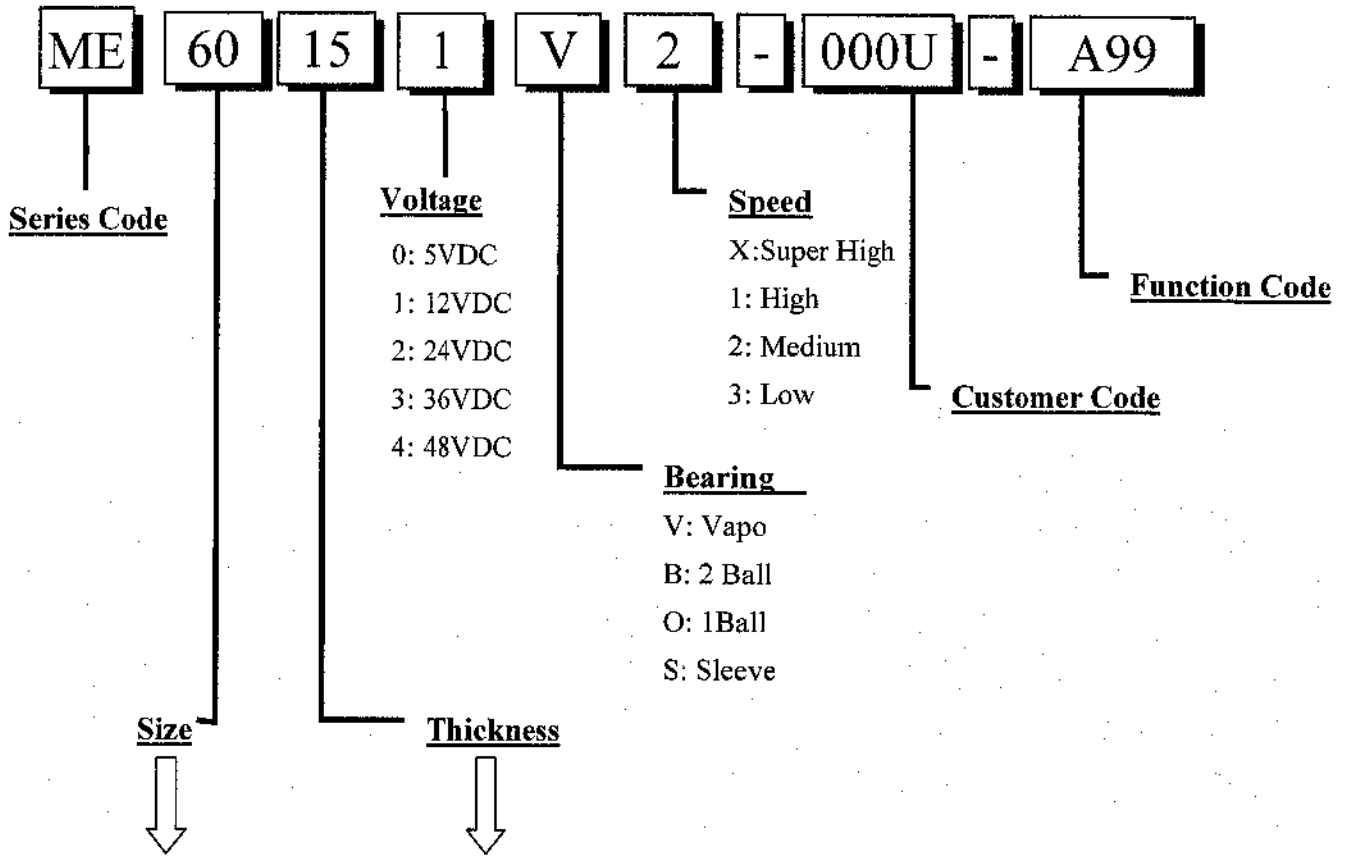 ME 60 15 1 V 2 - 000U - A99
Series Code
Voltage
0: 5VDC
1: 12VDC
2: 24VDC
3: 36VDC
4: 48VDC
Speed
X:Super High
1: High
2: Medium
3: Low
Function Code
Customer Code
Bearing
V: Vapo
B: 2 Ball
O: 1Ball
S: Sleeve
Size
Thickness